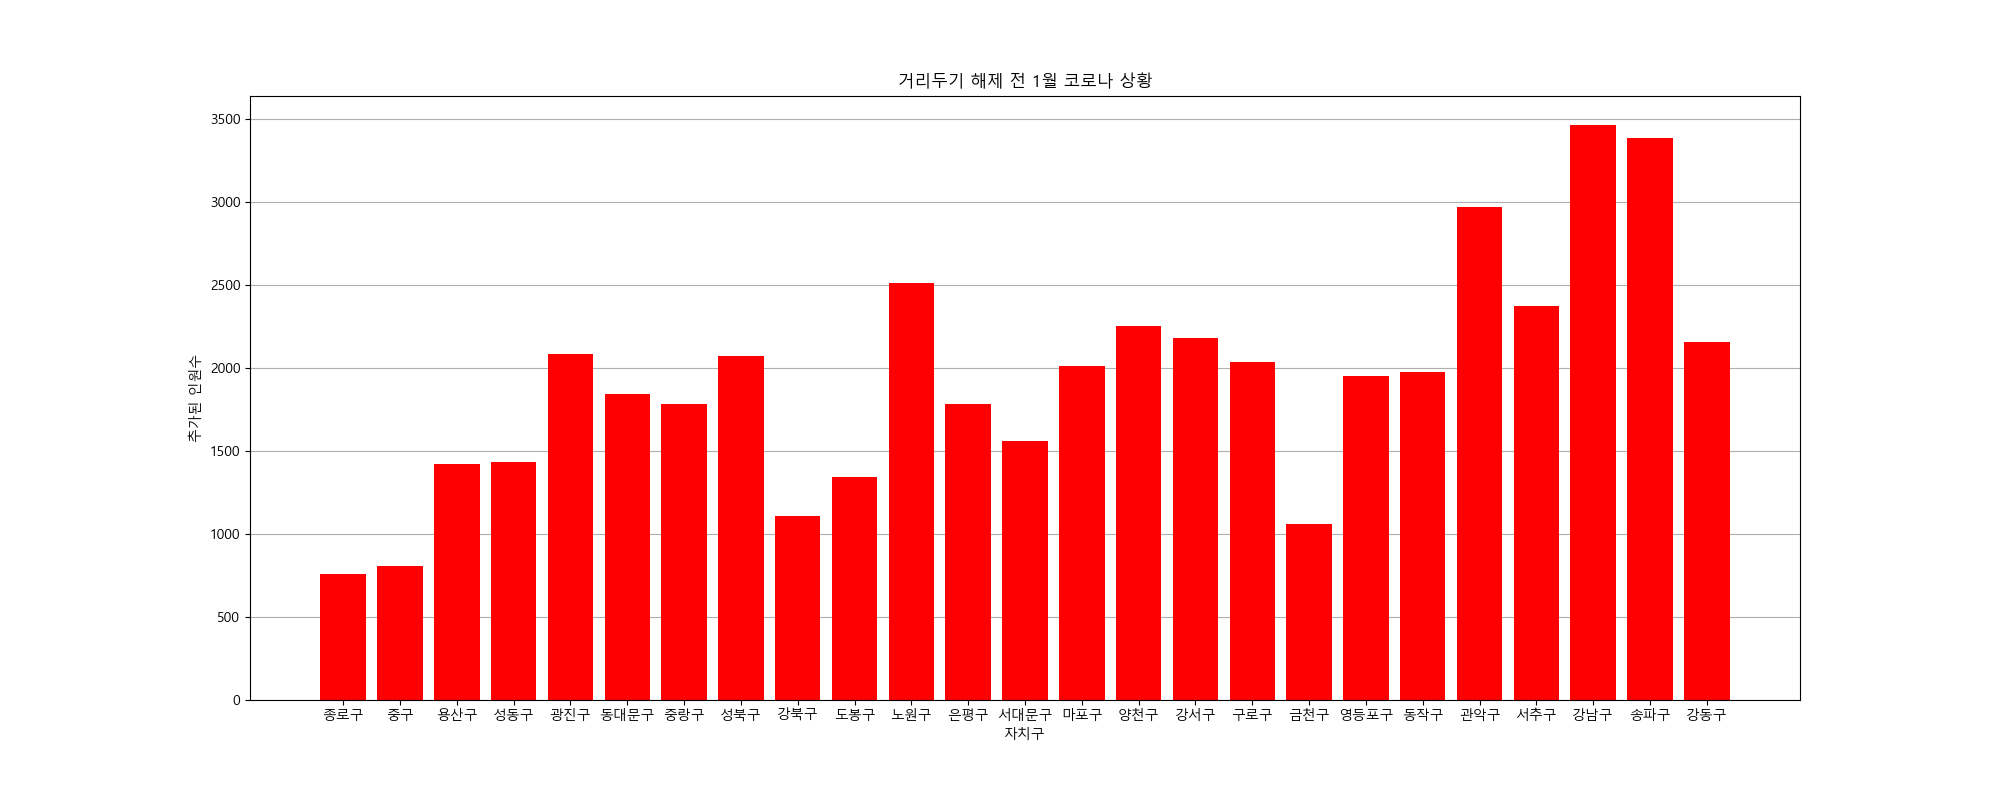 거리두기 해제 전 1월 코로나 상황
3500
3000
2500
2000
1500
1000
500
0
추가된 인원수
종로구 중구 용산구 성동구 광진구 동대문구 중랑구 성북구 강북구 도봉구 노원구 은평구 서대문구 마포구 양천구 강서구 구로구 금천구 영등포구 동작구 관악구 서추구 강남구 송파구 강동구
자치구